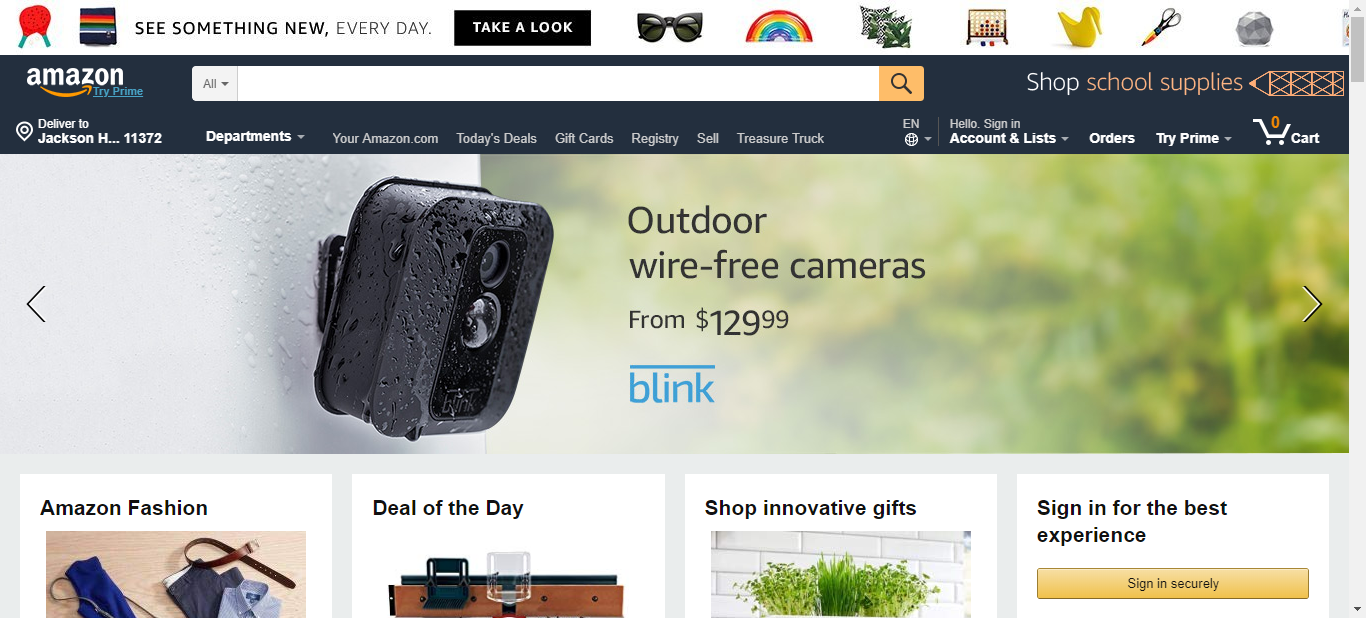 SEE SOMETHING NEW, EVERY DAY.
TAKE A LOOK
amazon
Try Prime
All
Shop school supplies
Deliver to
Jackson H... 11372
Departments
Your Amazon.com
Today's Deals
Gift Cards
Registry
Sell
Treasure Truck
EN
Hello. Sign in
Account & Lists
Orders
Try Prime
0
Cart
Outdoor
wire-free cameras
From $129.99
blink
blink
Amazon Fashion
Deal of the Day
Shop innovative gifts
Sign in for the best
experience
Sign in securely